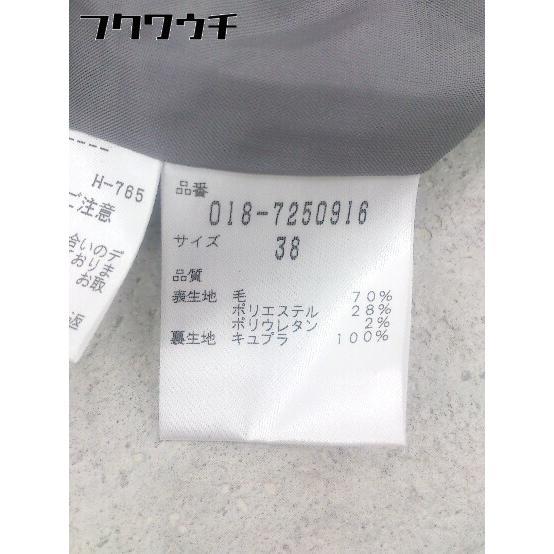 フクワウチ
H-765
ご注意
合いのデ
おりま
お取
返
品番
018-7250916
サイズ
38
品質
表生地 毛 70%
ポリエステル 28%
ポリウレタン 2%
裏生地 キュプラ 100%